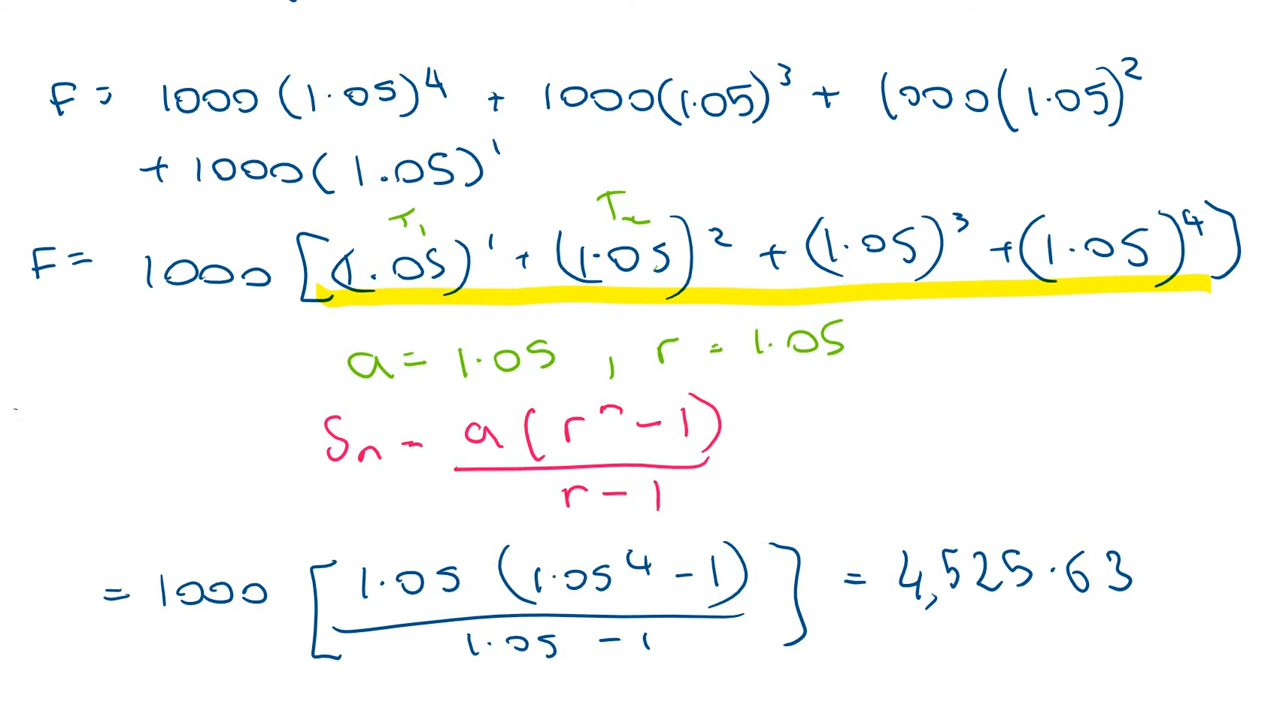 F = 1000 (1.05)⁴ + 1000(1.05)³ + 1000(1.05)²
+ 1000(1.05)¹
T₁ T₂
F = 1000 [(1.05)¹ + (1.05)² + (1.05)³ + (1.05)⁴]
a = 1.05 , r = 1.05
Sₙ = a(rⁿ - 1)
r - 1
= 1000 [1.05 (1.05⁴ - 1)] = 4,525.63
1.05 - 1